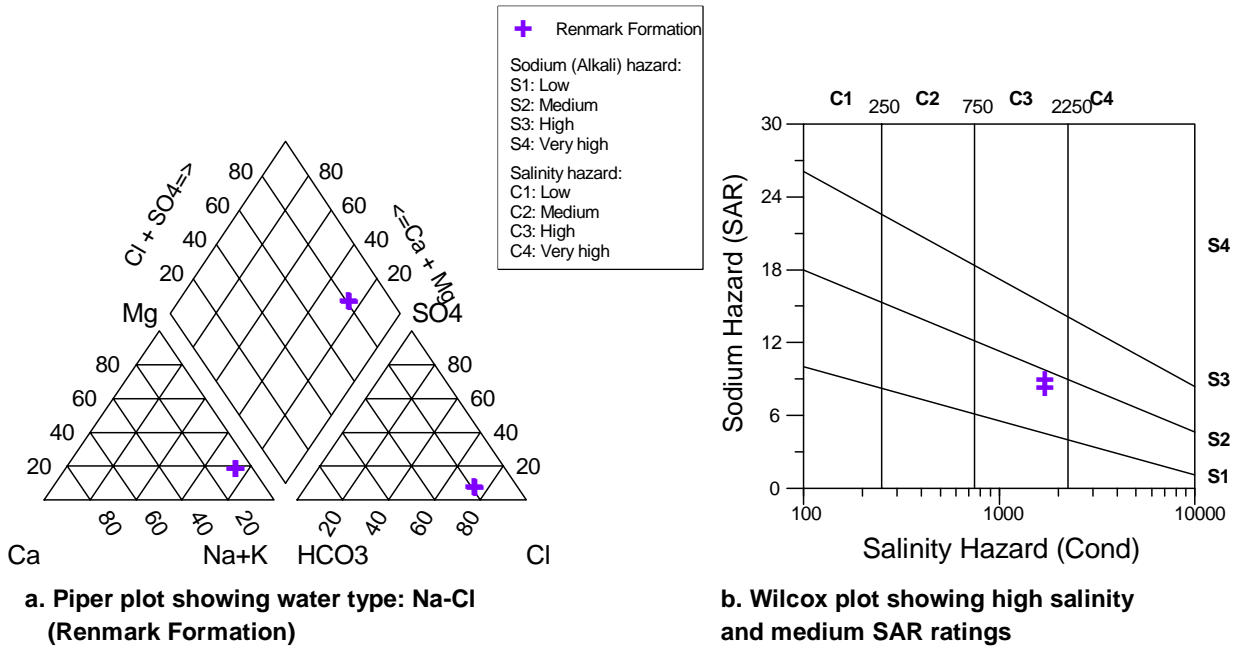 Renmark Formation
Sodium (Alkali) hazard:
S1: Low
S2: Medium
S3: High
S4: Very high
Salinity hazard:
C1: Low
C2: Medium
C3: High
C4: Very high
80 80
60 60
40 40
20 20
Cl + SO4=>
<=Ca + Mg
Mg SO4
80 80
60 60
40 40
20 20
80 60 40 20 20 40 60 80
Ca Na+K HCO3 Cl
a. Piper plot showing water type: Na-Cl
(Renmark Formation)
C1 250 C2 750 C3 2250 C4
30
24
18
12
6
0
S4
S3
S2
S1
Sodium Hazard (SAR)
100 1000 10000
Salinity Hazard (Cond)
b. Wilcox plot showing high salinity
and medium SAR ratings